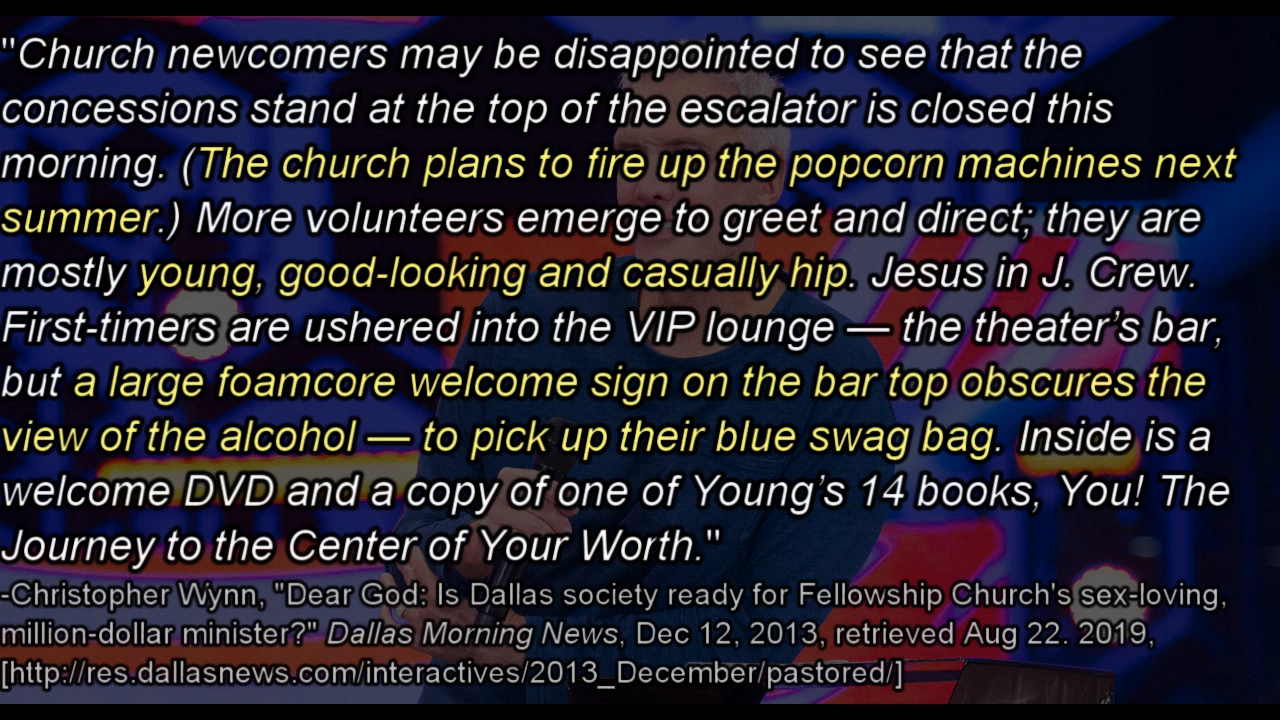 "Church newcomers may be disappointed to see that the
concessions stand at the top of the escalator is closed this
morning. (The church plans to fire up the popcorn machines next
summer.) More volunteers emerge to greet and direct; they are
mostly young, good-looking and casually hip. Jesus in J. Crew.
First-timers are ushered into the VIP lounge — the theater’s bar,
but a large foamcore welcome sign on the bar top obscures the
view of the alcohol — to pick up their blue swag bag. Inside is a
welcome DVD and a copy of one of Young’s 14 books, You! The
Journey to the Center of Your Worth."
-Christopher Wynn, "Dear God: Is Dallas society ready for Fellowship Church's sex-loving,
million-dollar minister?" Dallas Morning News, Dec 12, 2013, retrieved Aug 22. 2019,
[http://res.dallasnews.com/interactives/2013_December/pastored/]